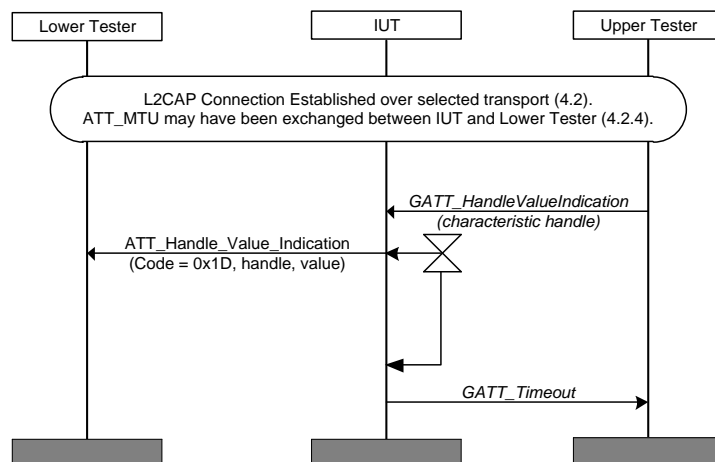 Lower Tester
IUT
Upper Tester
L2CAP Connection Established over selected transport (4.2).
ATT_MTU may have been exchanged between IUT and Lower Tester (4.2.4).
GATT_HandleValueIndication
(characteristic handle)
ATT_Handle_Value_Indication
(Code = 0x1D, handle, value)
GATT_Timeout